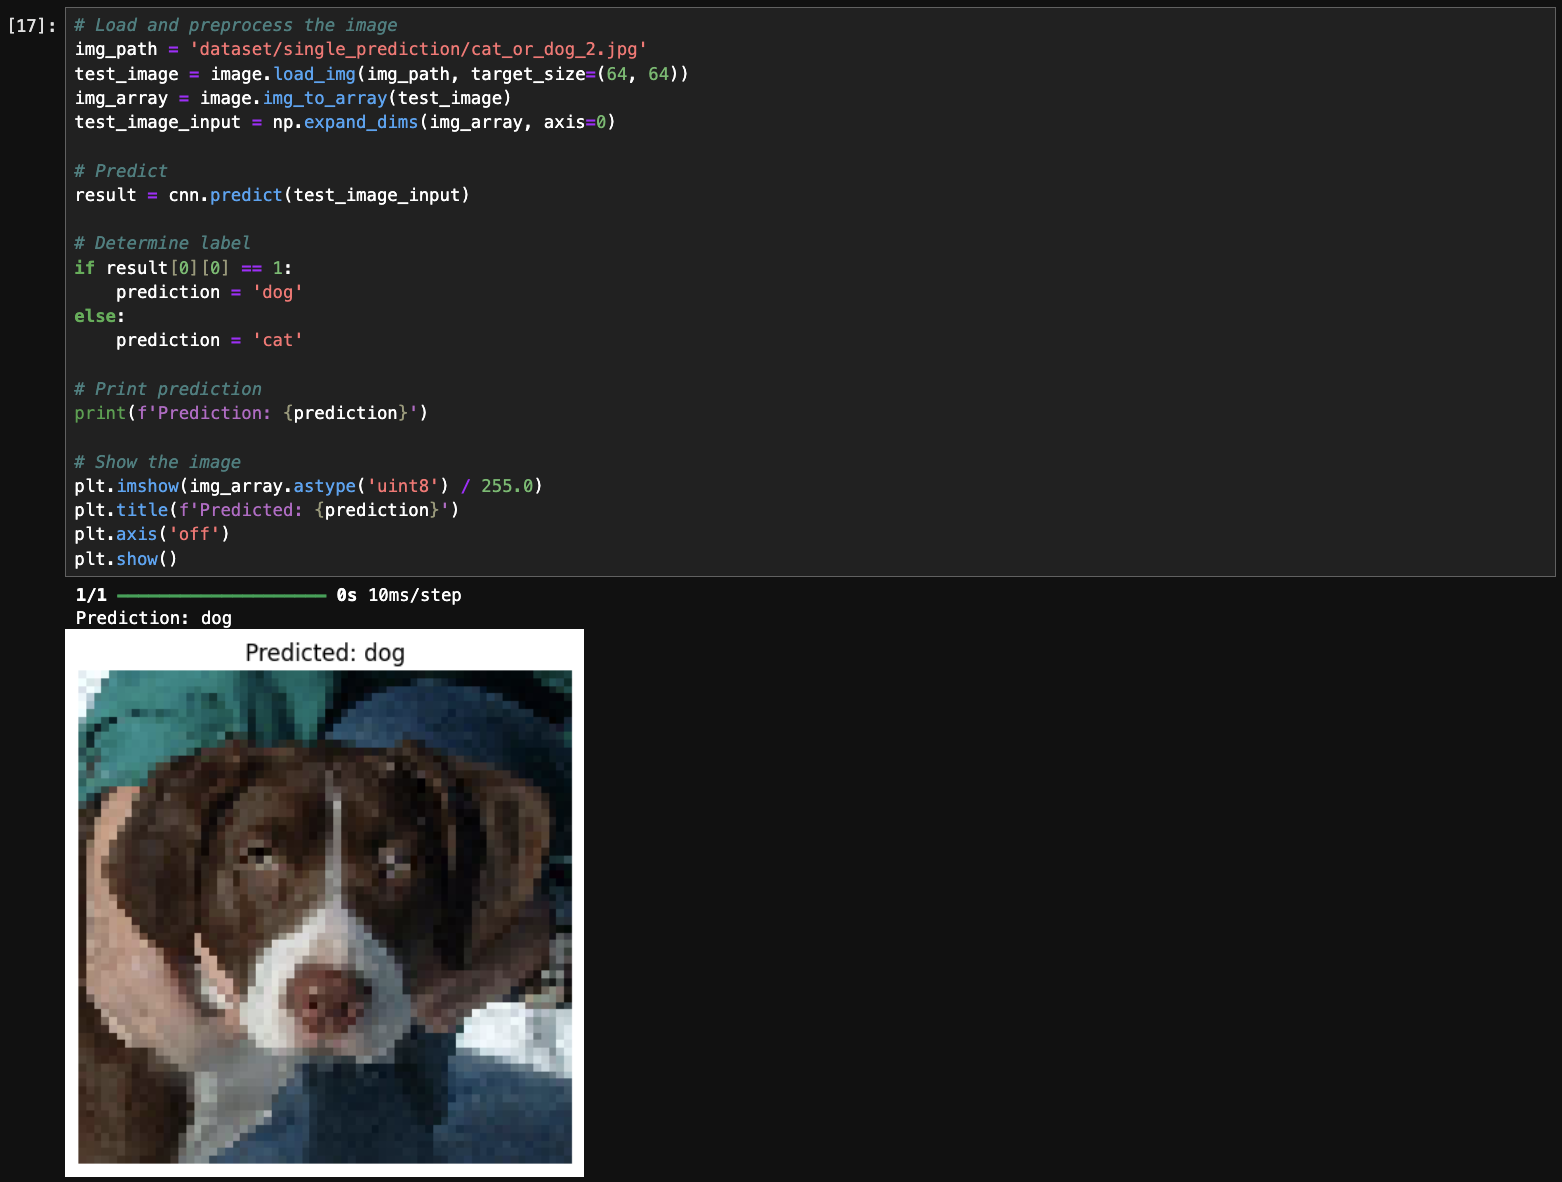 [17]: # Load and preprocess the image
img_path = 'dataset/single_prediction/cat_or_dog_2.jpg'
test_image = image.load_img(img_path, target_size=(64, 64))
img_array = image.img_to_array(test_image)
test_image_input = np.expand_dims(img_array, axis=0)

# Predict
result = cnn.predict(test_image_input)

# Determine label
if result[0][0] == 1:
    prediction = 'dog'
else:
    prediction = 'cat'

# Print prediction
print(f'Prediction: {prediction}')

# Show the image
plt.imshow(img_array.astype('uint8') / 255.0)
plt.title(f'Predicted: {prediction}')
plt.axis('off')
plt.show()
1/1 0s 10ms/step
Prediction: dog
Predicted: dog